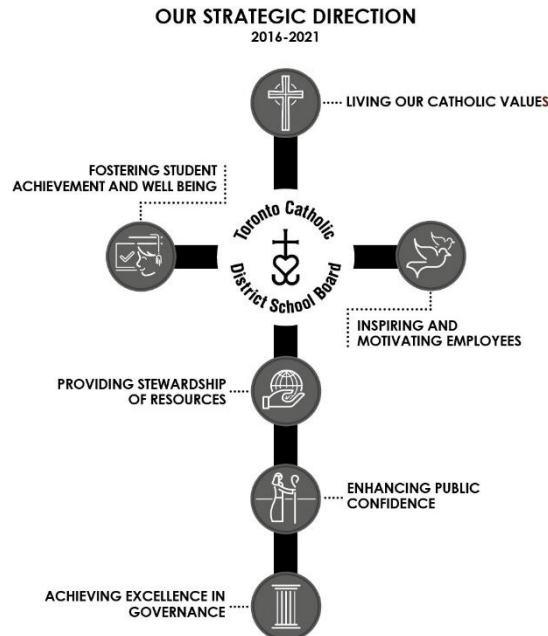 OUR STRATEGIC DIRECTION
2016-2021
LIVING OUR CATHOLIC VALUES
FOSTERING STUDENT
ACHIEVEMENT AND WELL BEING
Toronto Catholic
District School Board
INSPIRING AND
MOTIVATING EMPLOYEES
PROVIDING STEWARDSHIP
OF RESOURCES
ENHANCING PUBLIC
CONFIDENCE
ACHIEVING EXCELLENCE IN
GOVERNANCE